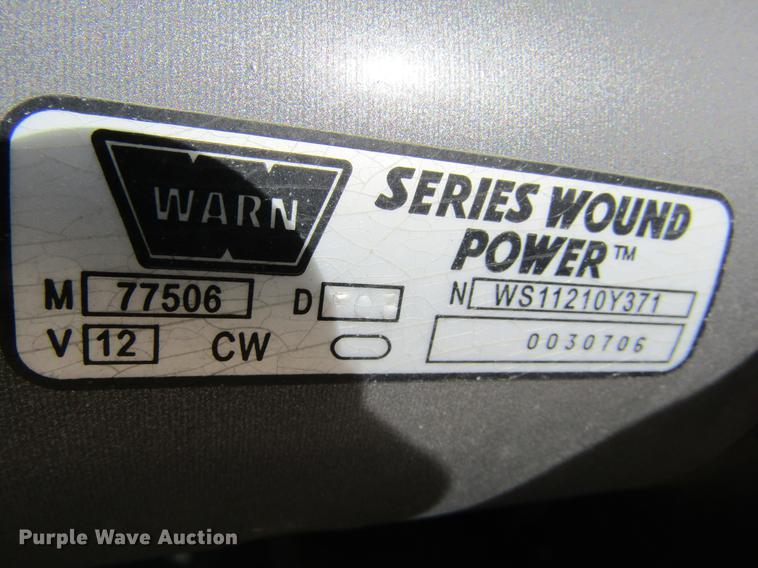 WARN
SERIES WOUND
POWER™
M 77506 D N WS11210Y371
V 12 CW 0030706
Purple Wave Auction